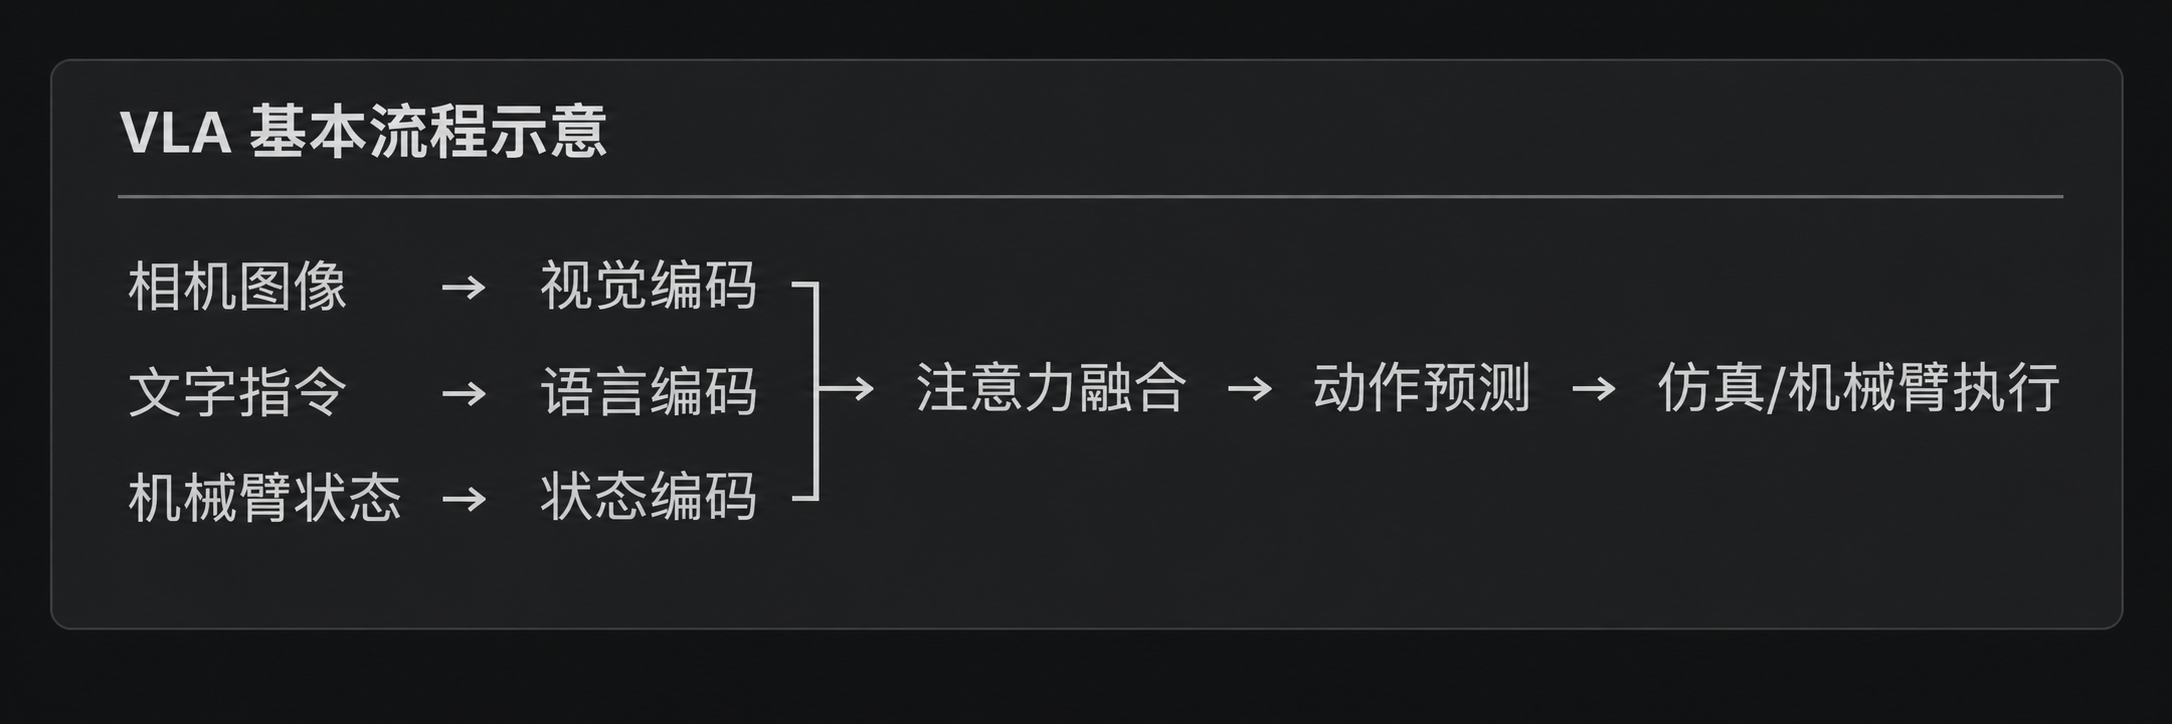 VLA 基本流程示意
相机图像 → 视觉编码
文字指令 → 语言编码 → 注意力融合 → 动作预测 → 仿真/机械臂执行
机械臂状态 → 状态编码